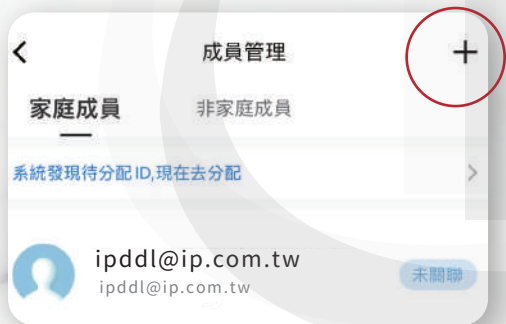 成員管理
家庭成員 非家庭成員
系統發現待分配ID,現在去分配
ipddl@ip.com.tw
ipddl@ip.com.tw
未關聯